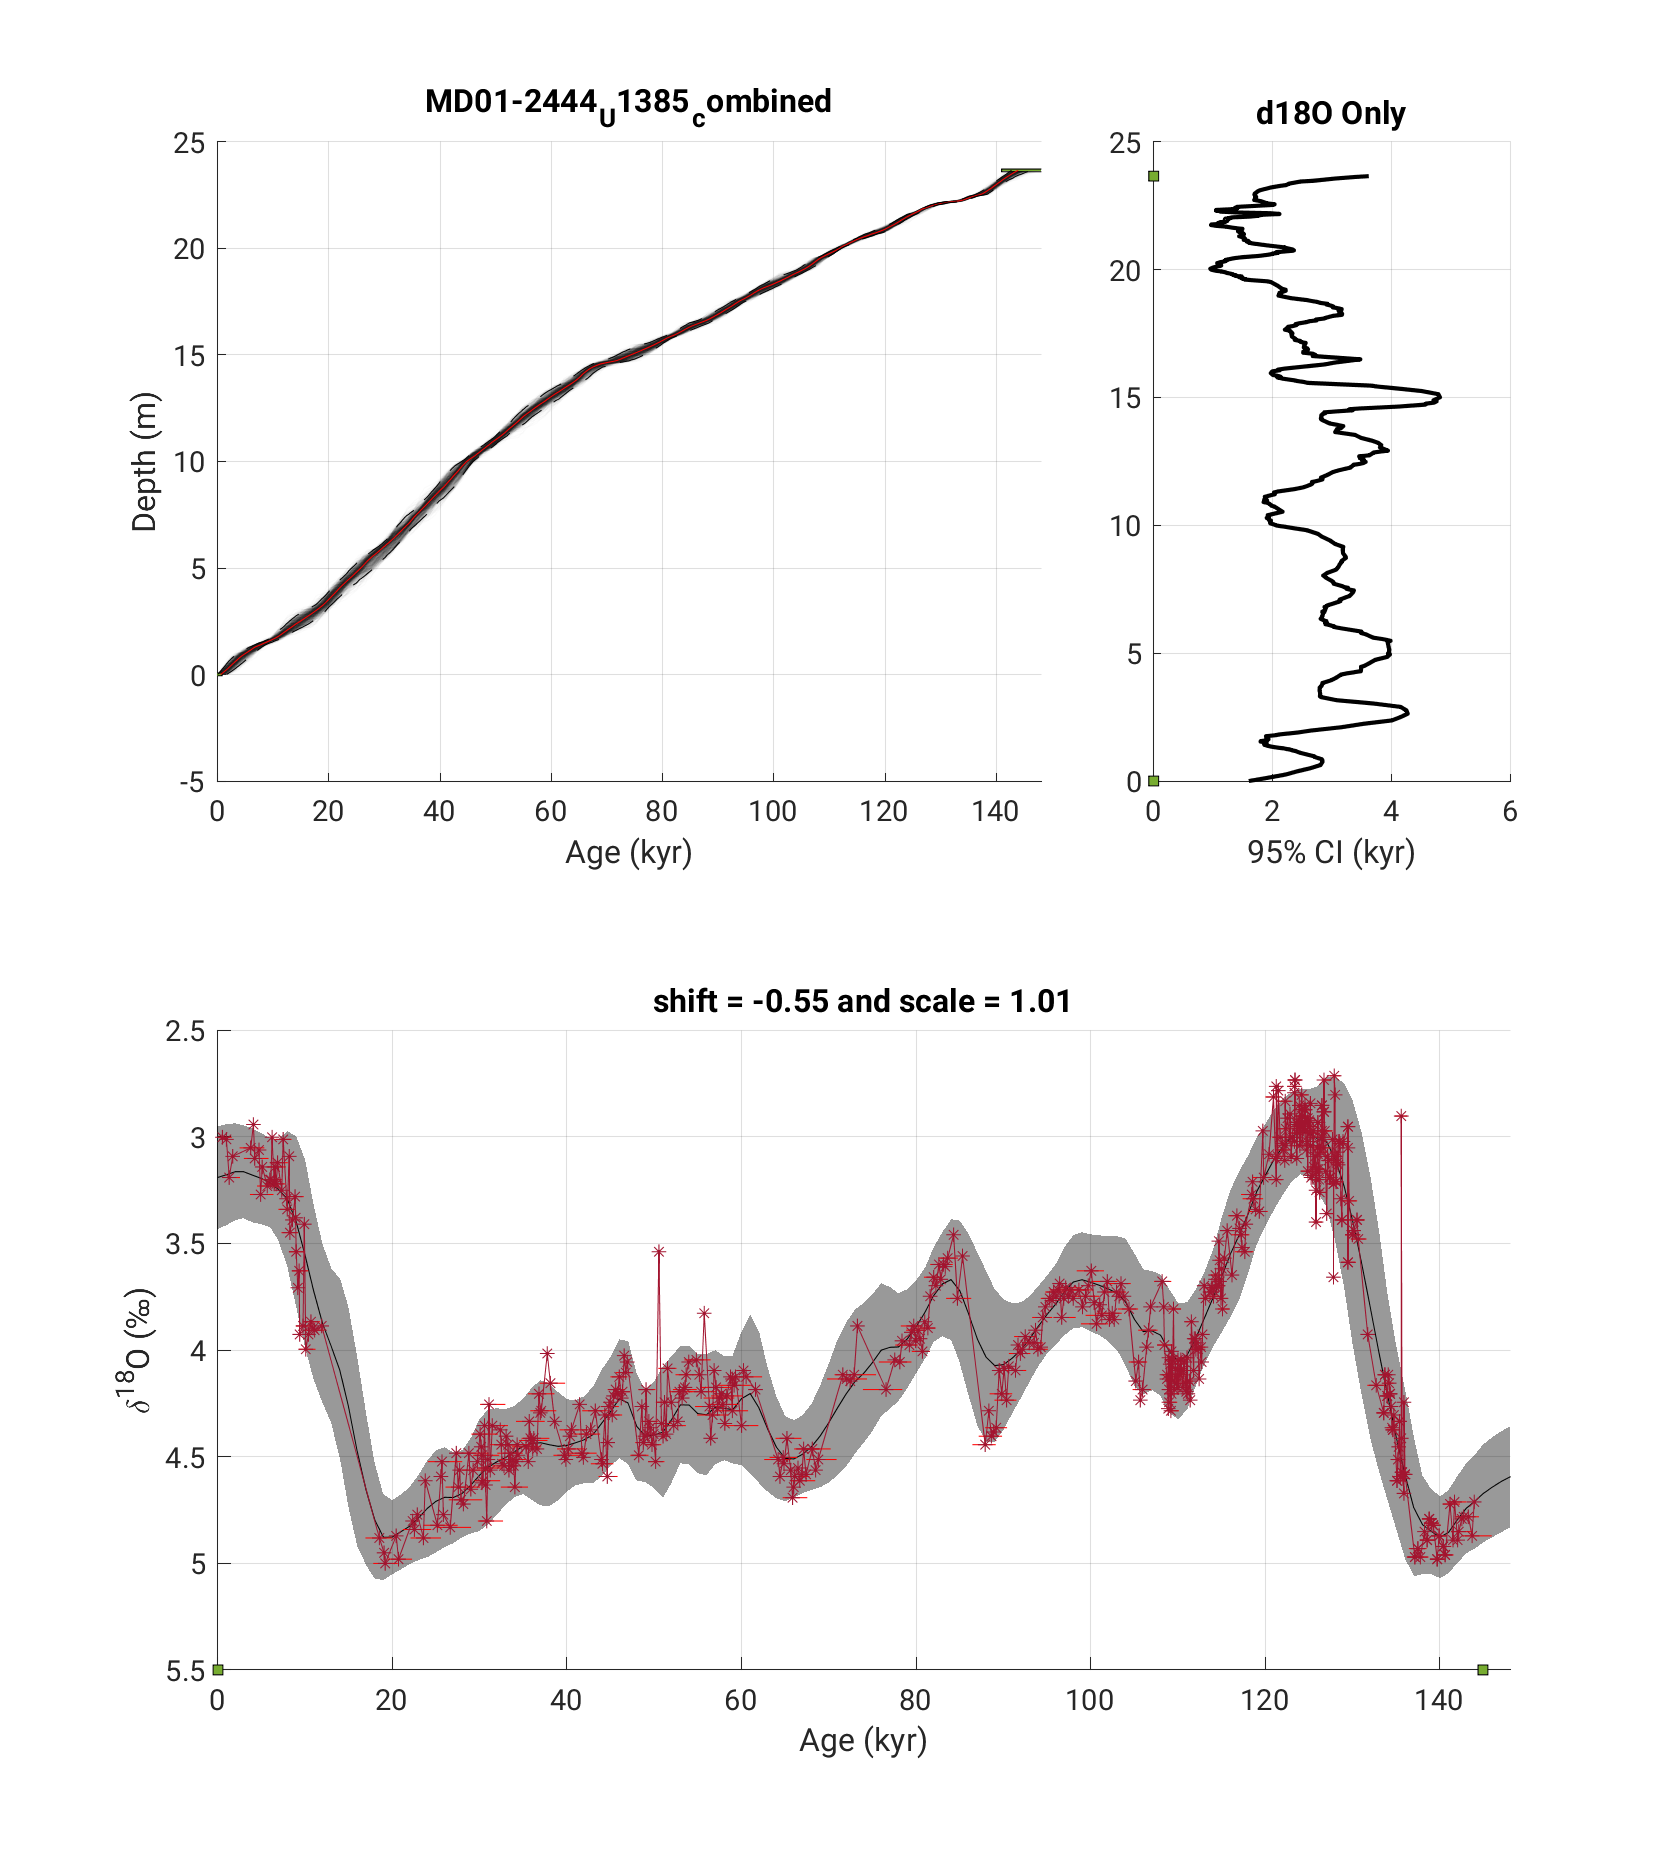 MD01-2444U1385combined
d18O Only
25
20
15
10
5
0
-5
0 20 40 60 80 100 120 140
Age (kyr)
Depth (m)
25
20
15
10
5
0
0 2 4 6
95% CI (kyr)
shift = -0.55 and scale = 1.01
2.5
3
3.5
4
4.5
5
5.5
0 20 40 60 80 100 120 140
Age (kyr)
δ18O (‰)